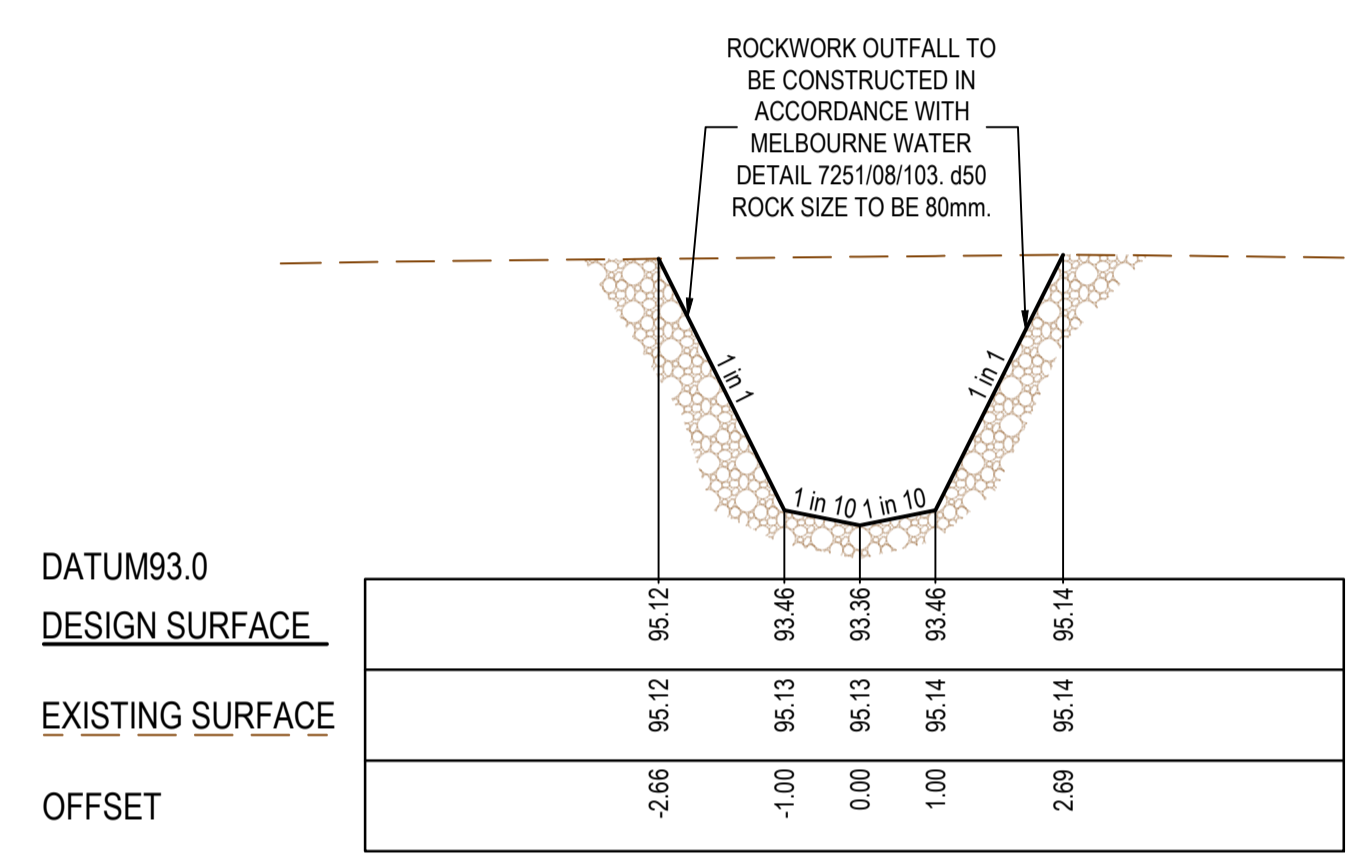 ROCKWORK OUTFALL TO
BE CONSTRUCTED IN
ACCORDANCE WITH
MELBOURNE WATER
DETAIL 7251/08/103. d50
ROCK SIZE TO BE 80mm.
1 in 1
1 in 1
1 in 10 1 in 10
DATUM93.0
DESIGN SURFACE 95.12 93.46 93.36 93.46 95.14
EXISTING SURFACE 95.12 95.13 95.13 95.14 95.14
OFFSET -2.66 -1.00 0.00 1.00 2.69